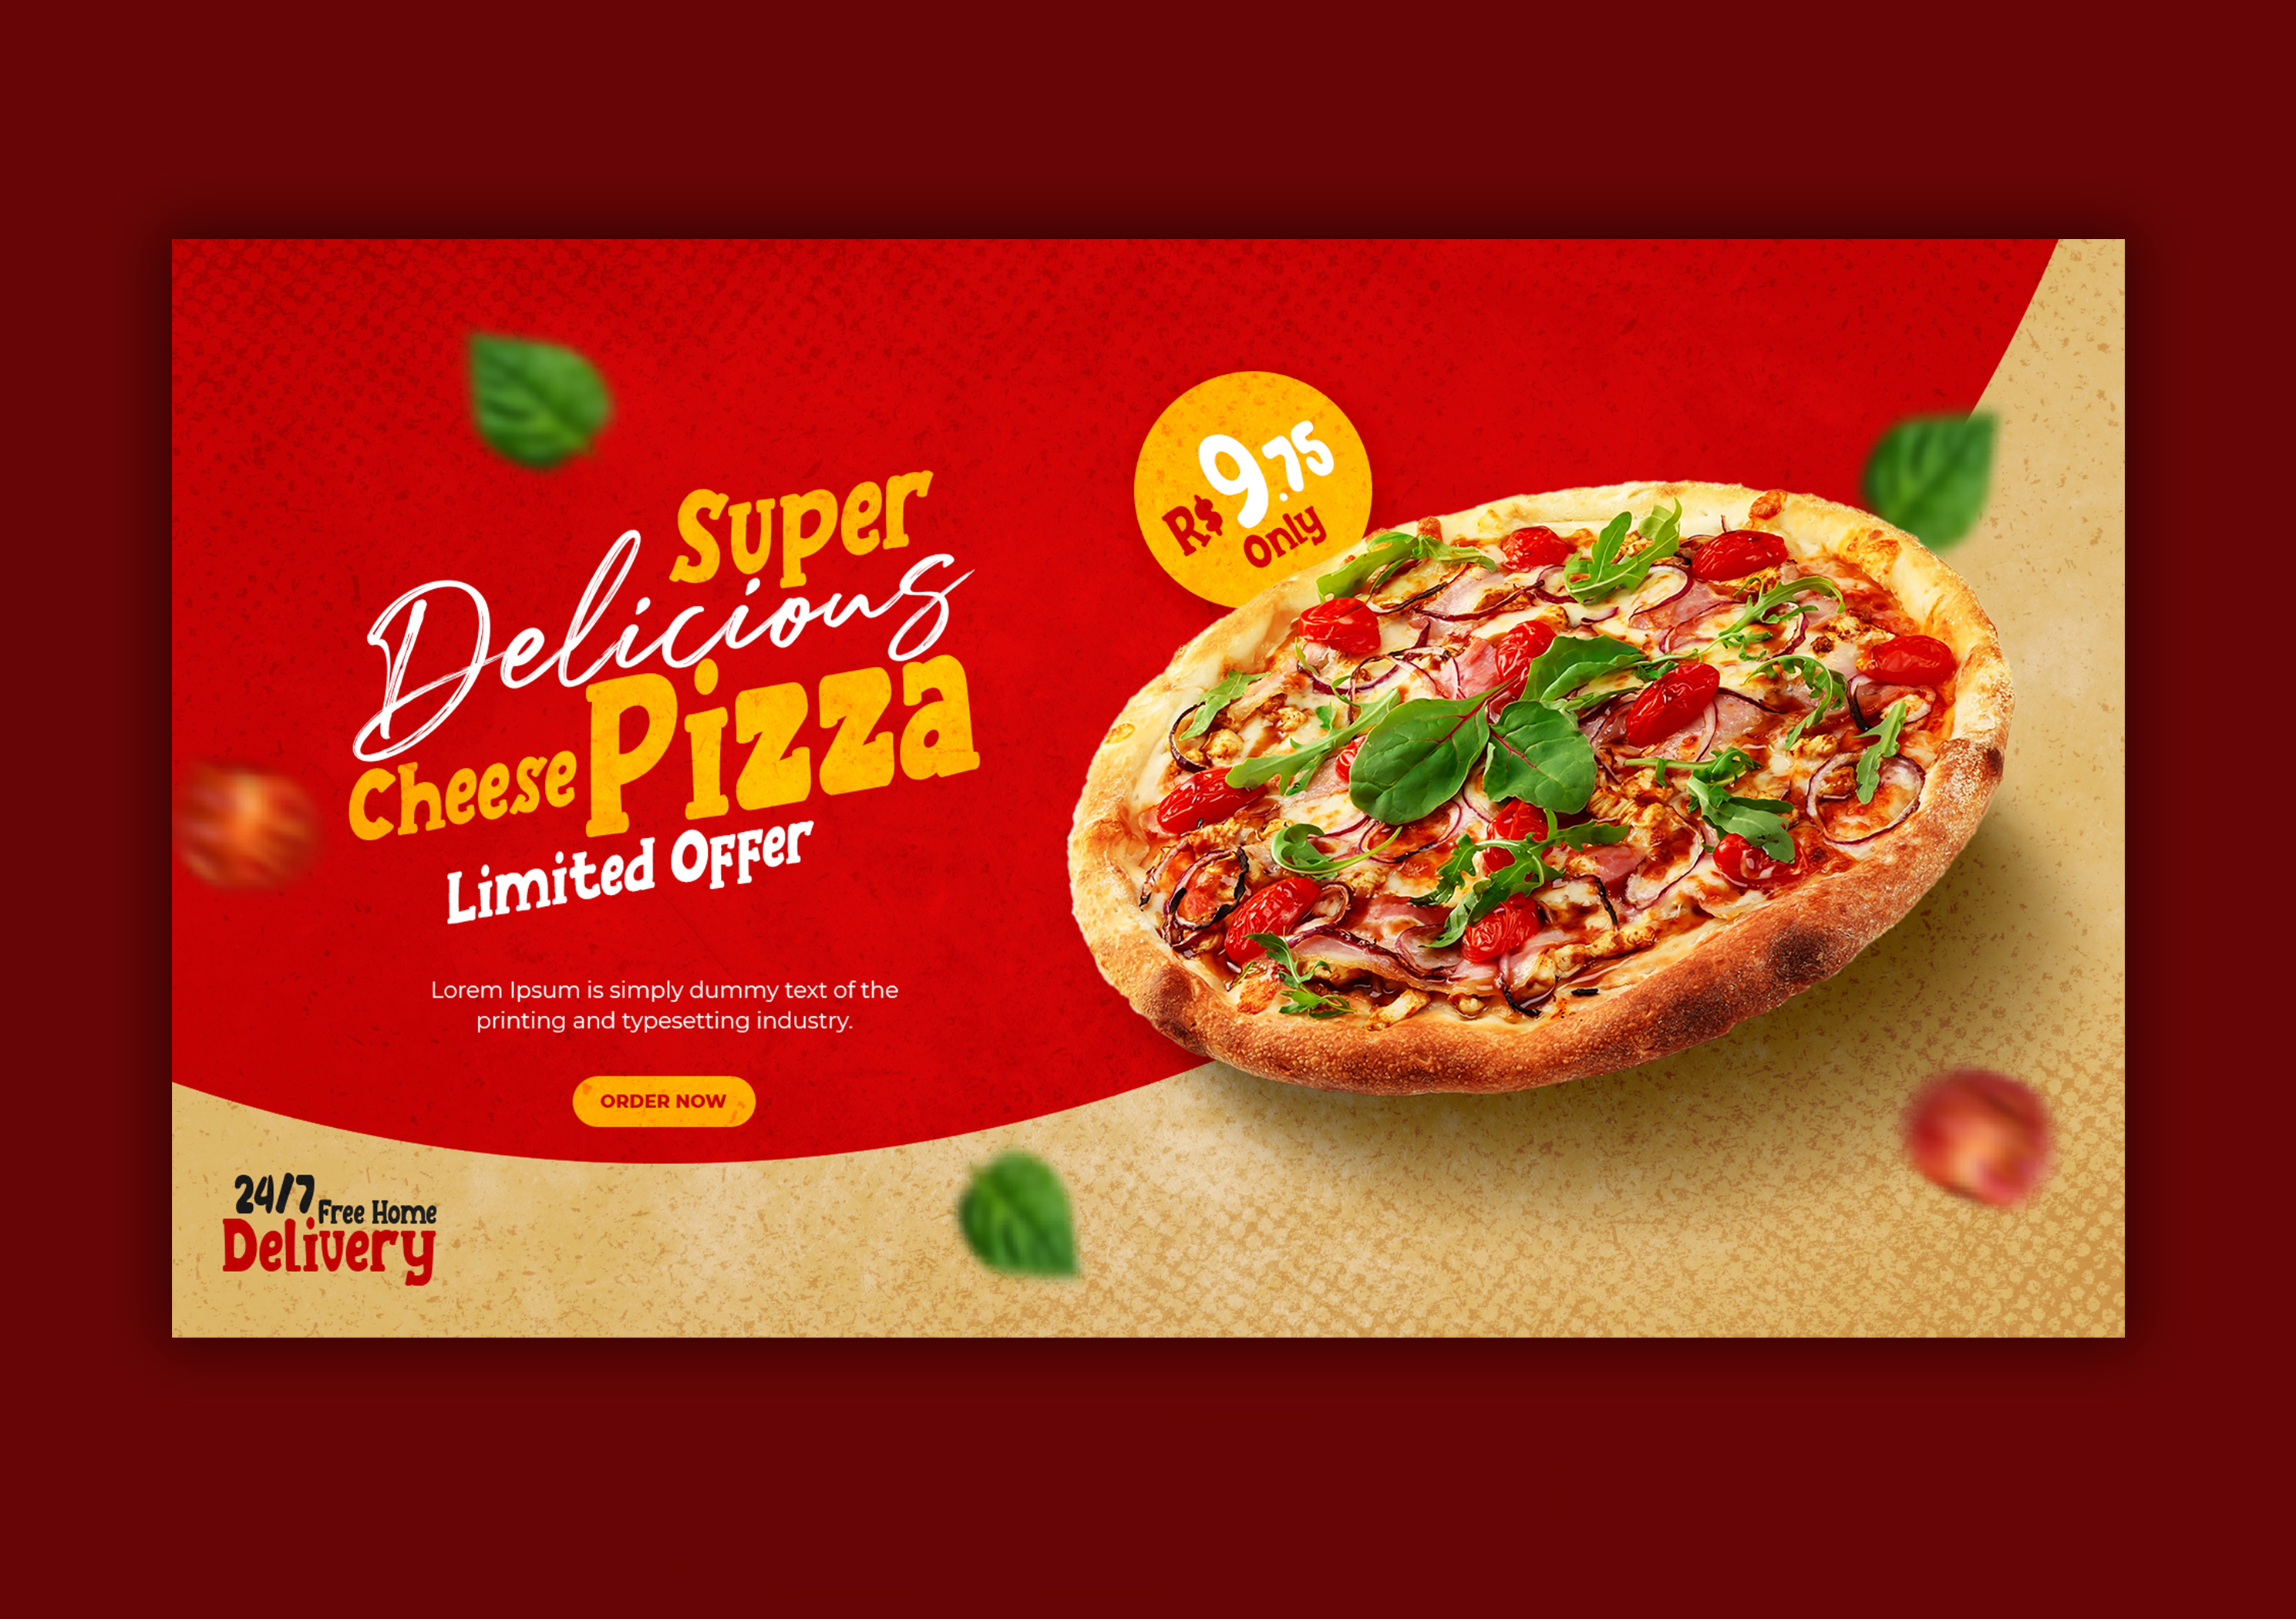 Super
Delicious
Cheese Pizza
Limited Offer
Lorem Ipsum is simply dummy text of the
printing and typesetting industry.
ORDER NOW
R$ 9.75
Only
24/7 Free Home
Delivery